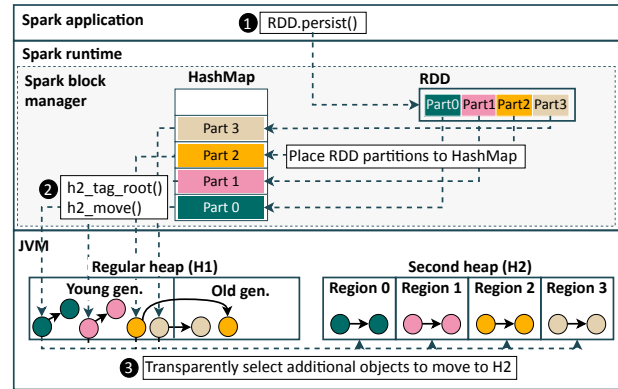 Spark application
1 RDD.persist()
Spark runtime
Spark block
manager
HashMap
RDD
Part0 Part1 Part2 Part3
Part 3
Part 2
Part 1
Part 0
Place RDD partitions to HashMap
2 h2_tag_root()
h2_move()
JVM
Regular heap (H1)
Young gen.
Old gen.
Second heap (H2)
Region 0 Region 1 Region 2 Region 3
3 Transparently select additional objects to move to H2